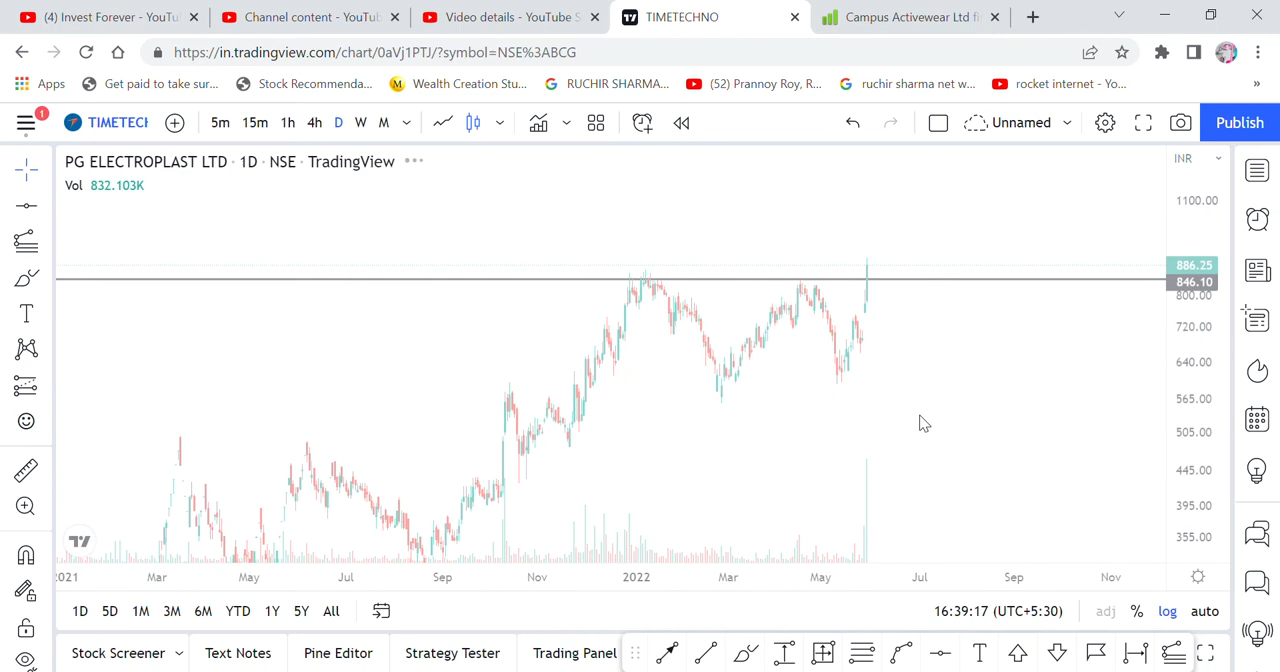 (4) Invest Forever - YouTu
Channel content - YouTub
Video details - YouTube S
TIMETECHNO
Campus Activewear Ltd fi
https://in.tradingview.com/chart/0aVj1PTJ/?symbol=NSE%3ABCG
Apps
Get paid to take sur...
Stock Recommenda...
Wealth Creation Stu...
RUCHIR SHARMA...
(52) Prannoy Roy, R...
ruchir sharma net w...
rocket internet - Yo...
»
1
TIMETECH
5m 15m 1h 4h D W M
Unnamed
Publish
PG ELECTROPLAST LTD · 1D · NSE · TradingView
INR
Vol 832.103K
1100.00
886.25
846.10
800.00
720.00
640.00
565.00
505.00
445.00
395.00
355.00
2021 Mar May Jul Sep Nov 2022 Mar May Jul Sep Nov
1D 5D 1M 3M 6M YTD 1Y 5Y All
16:39:17 (UTC+5:30) adj % log auto
Stock Screener Text Notes Pine Editor Strategy Tester Trading Panel